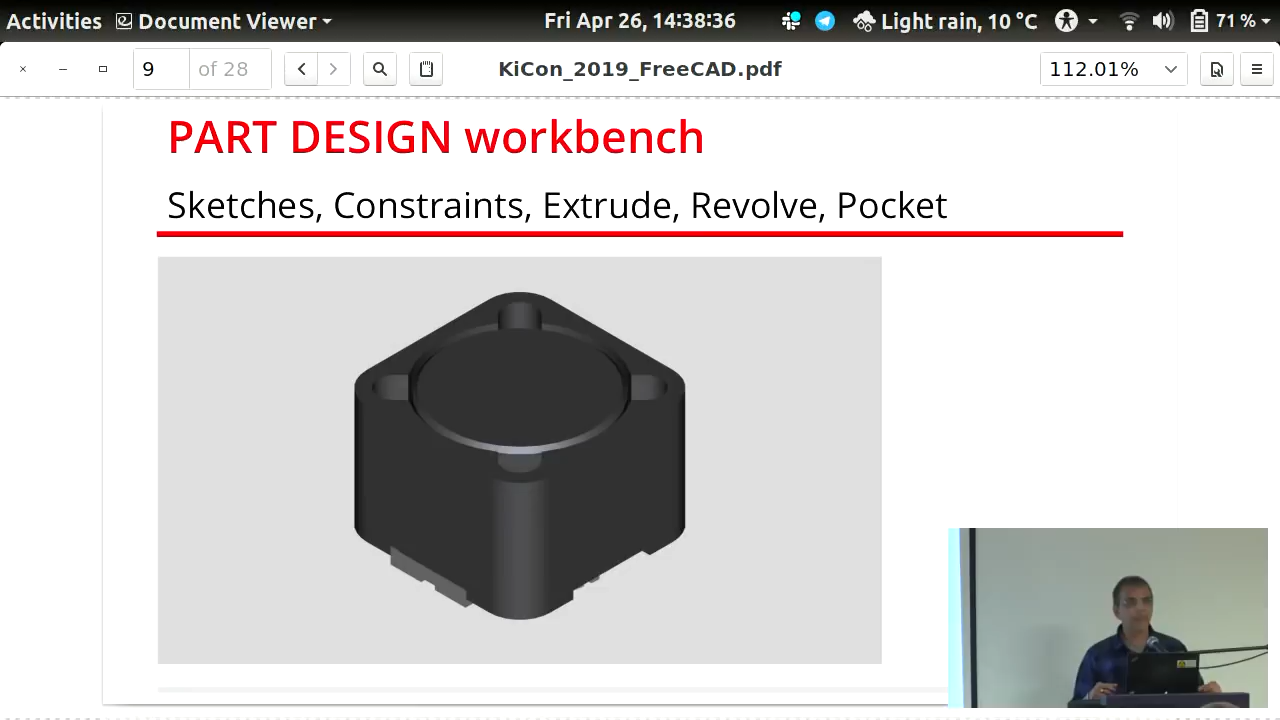 Activities Document Viewer Fri Apr 26, 14:38:36 Light rain, 10 °C 71 %
9 of 28 KiCon_2019_FreeCAD.pdf 112.01%
PART DESIGN workbench
Sketches, Constraints, Extrude, Revolve, Pocket